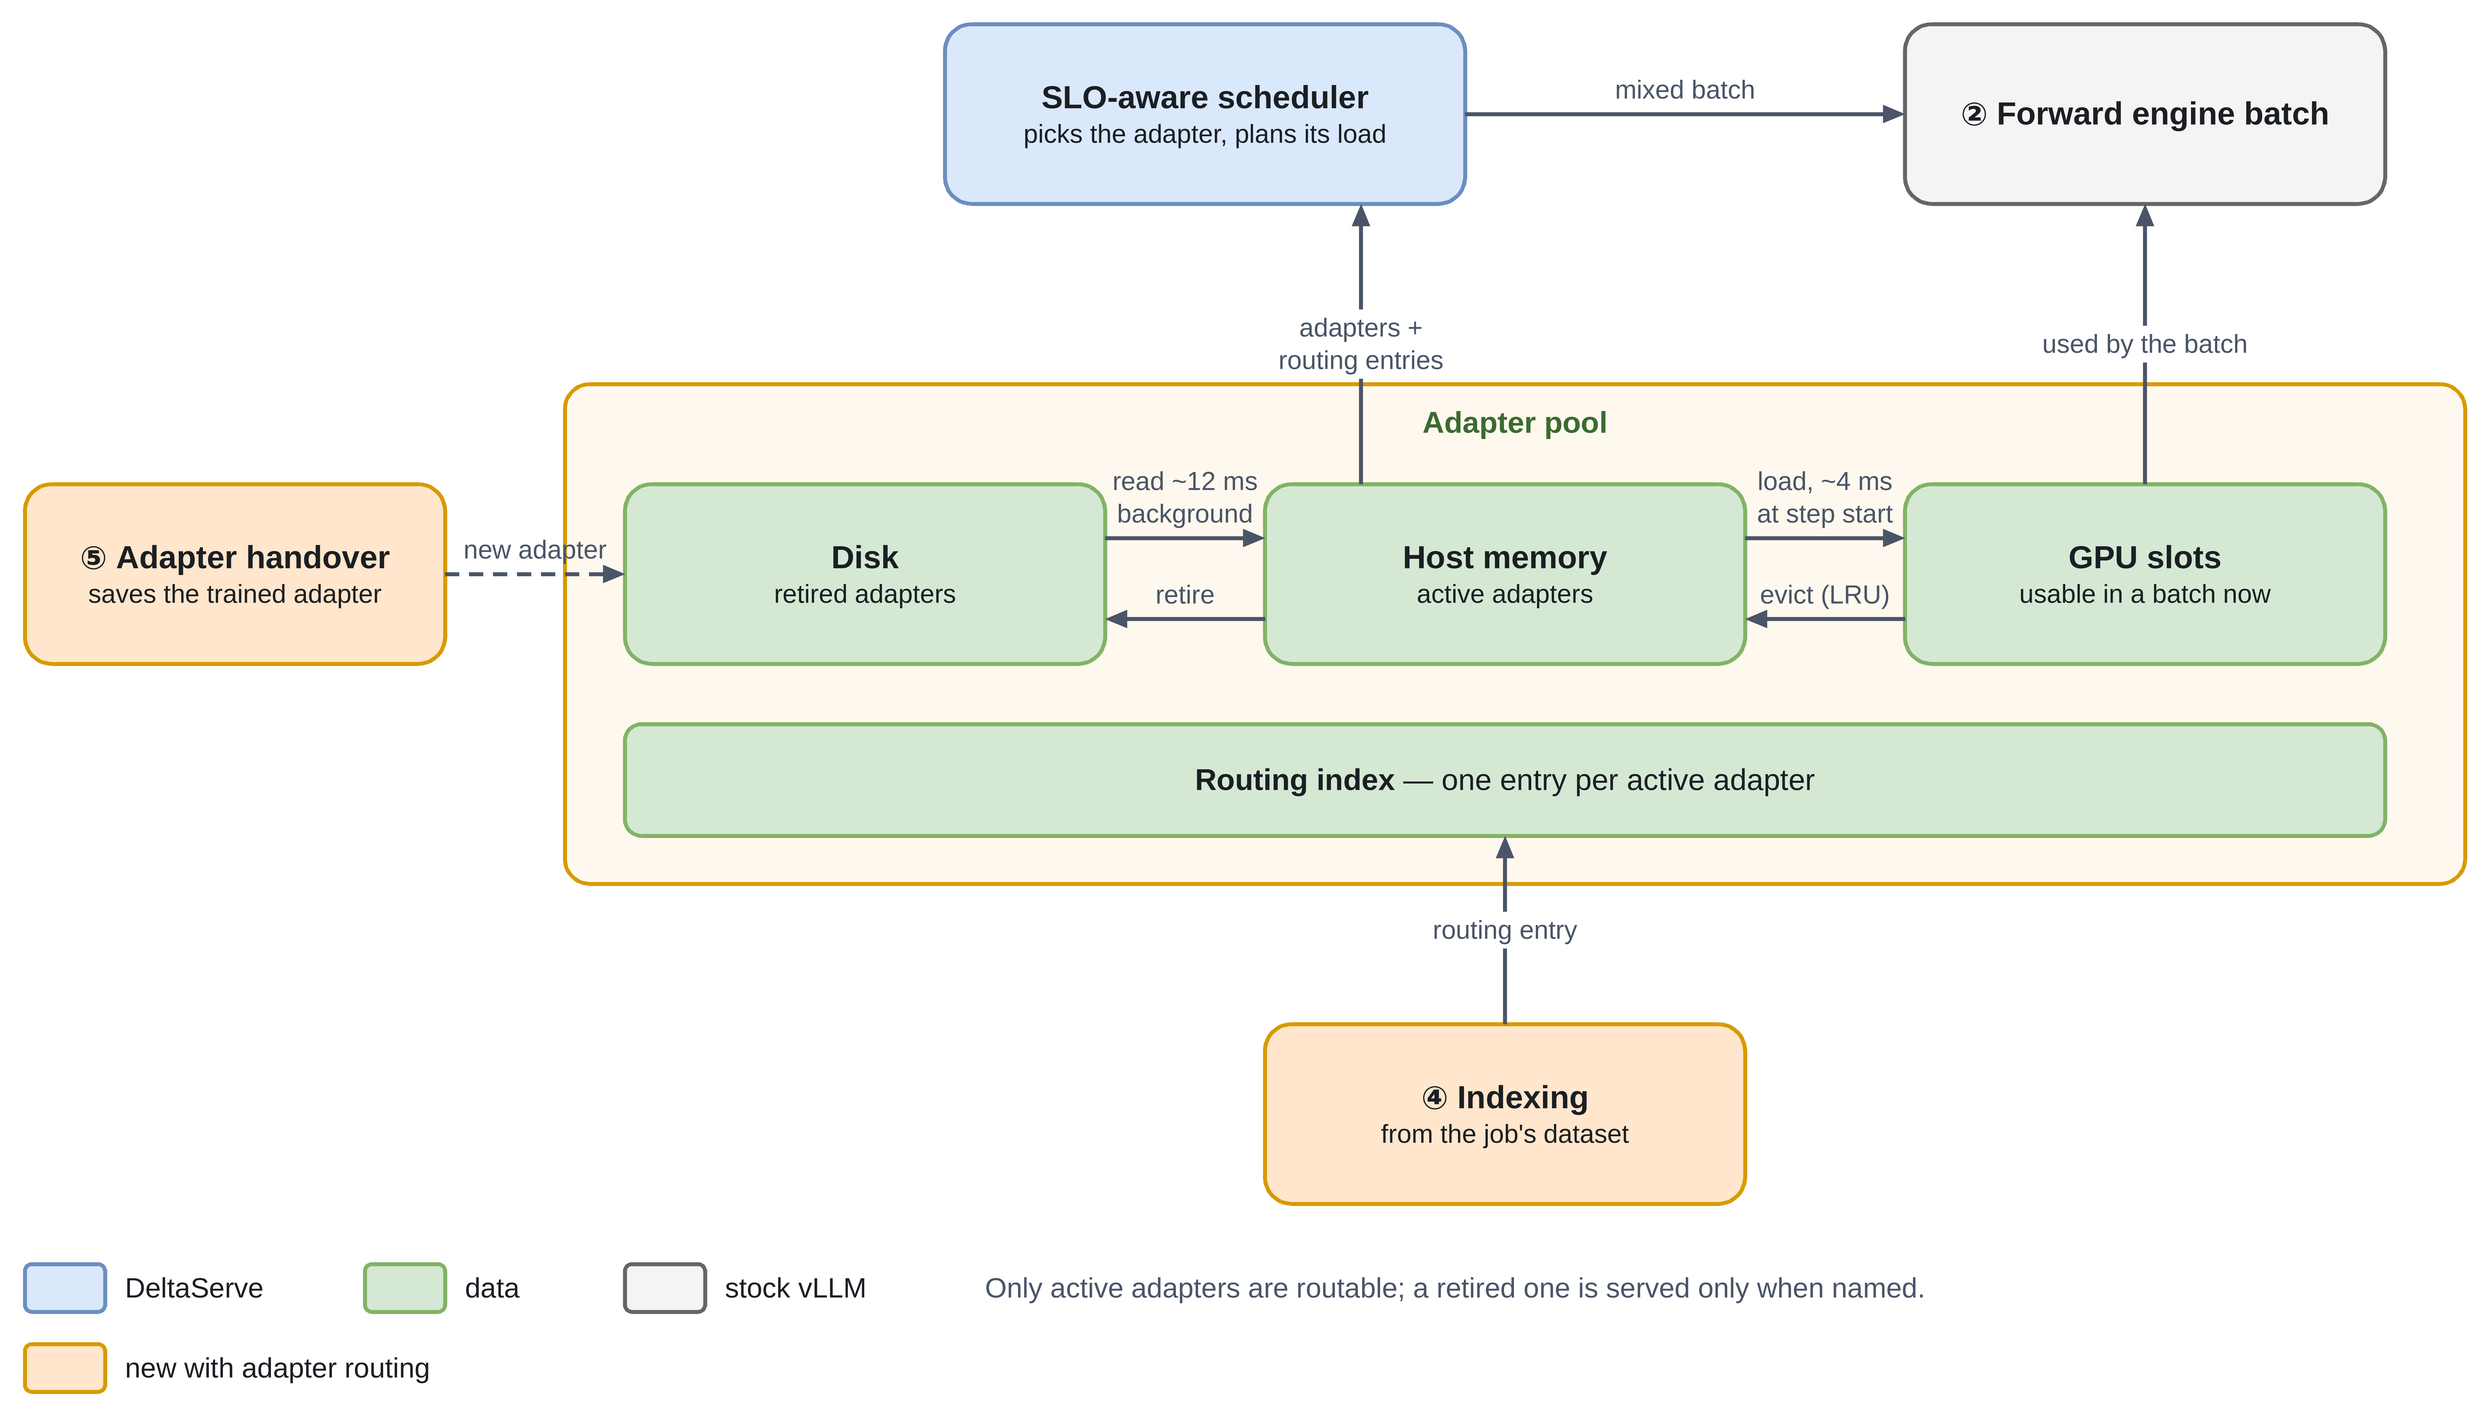 SLO-aware scheduler
picks the adapter, plans its load
mixed batch
② Forward engine batch
adapters +
routing entries
used by the batch
Adapter pool
⑤ Adapter handover
saves the trained adapter
new adapter
Disk
retired adapters
read ~12 ms
background
retire
Host memory
active adapters
load, ~4 ms
at step start
evict (LRU)
GPU slots
usable in a batch now
Routing index — one entry per active adapter
routing entry
④ Indexing
from the job's dataset
DeltaServe
data
stock vLLM
Only active adapters are routable; a retired one is served only when named.
new with adapter routing